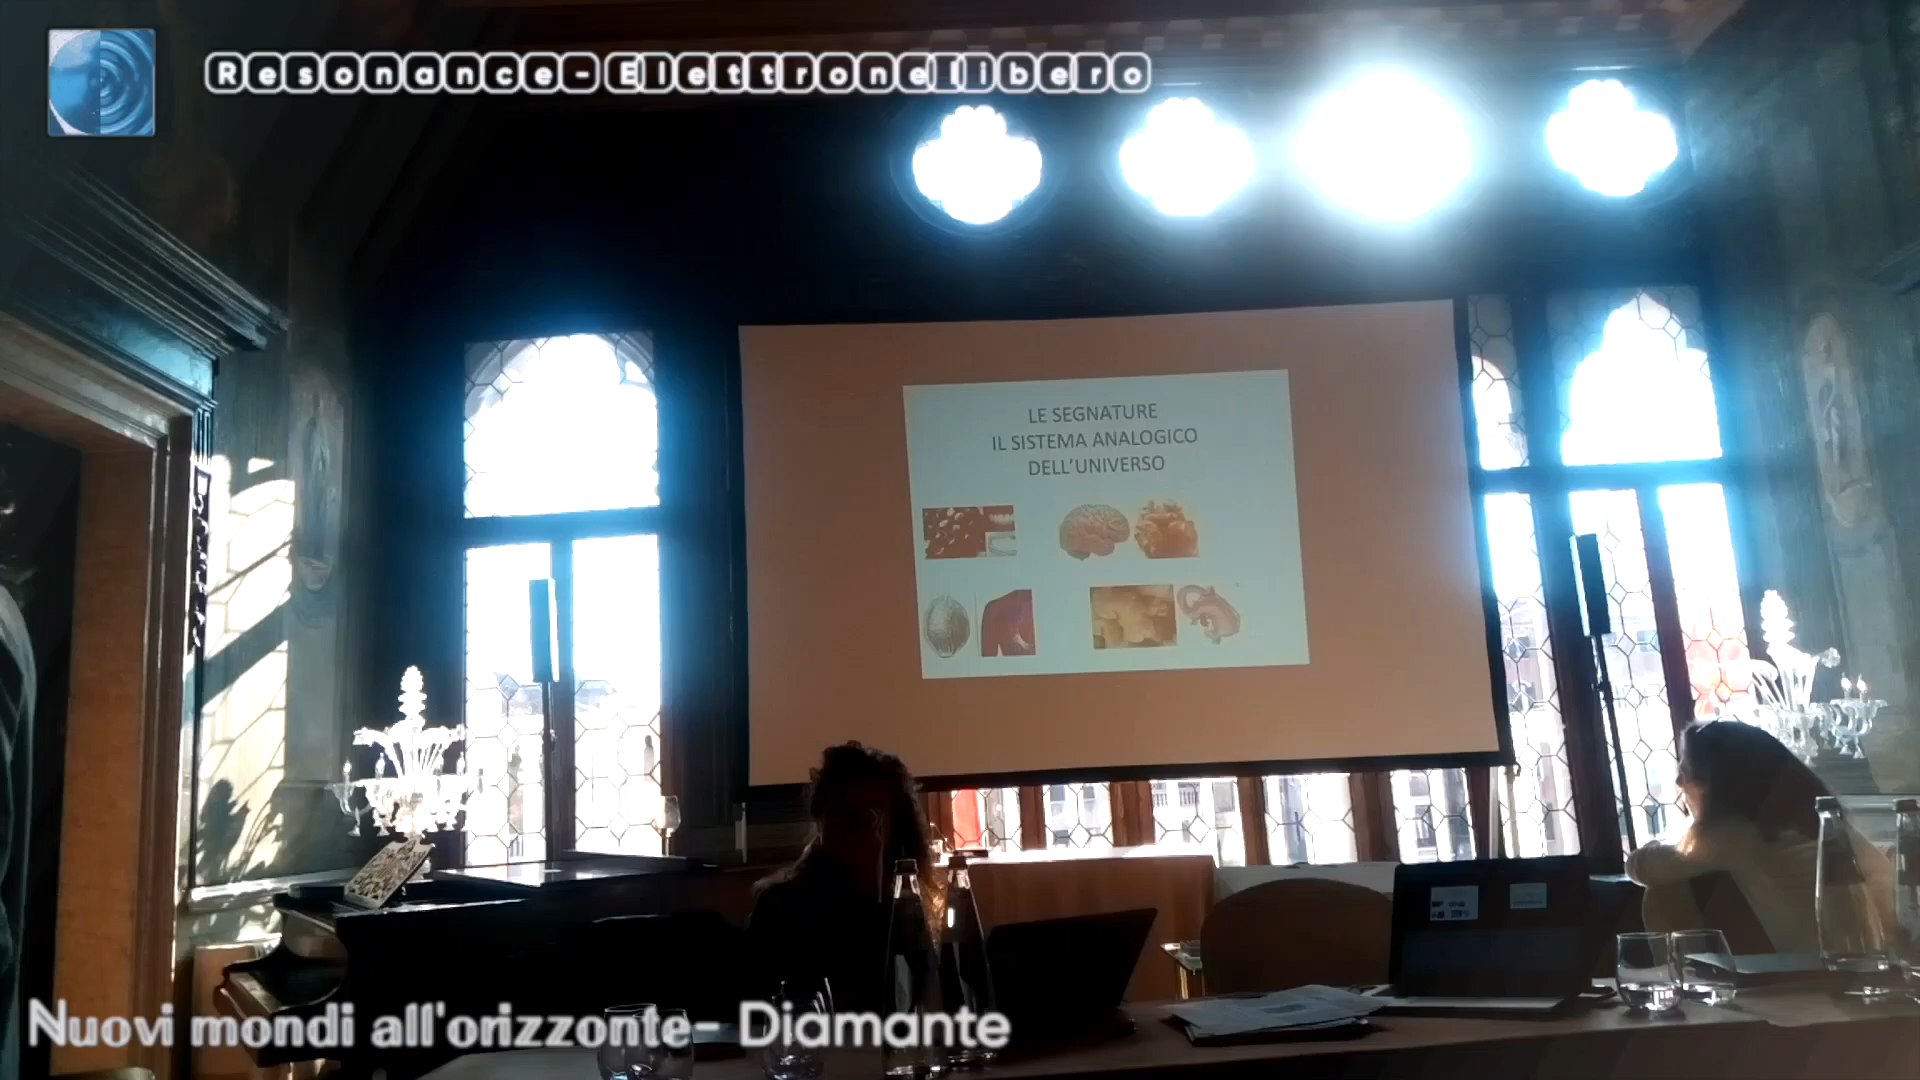 Resonance-Elettronelibero
LE SEGNATURE
IL SISTEMA ANALOGICO
DELL'UNIVERSO
Nuovi mondi all'orizzonte- Diamante